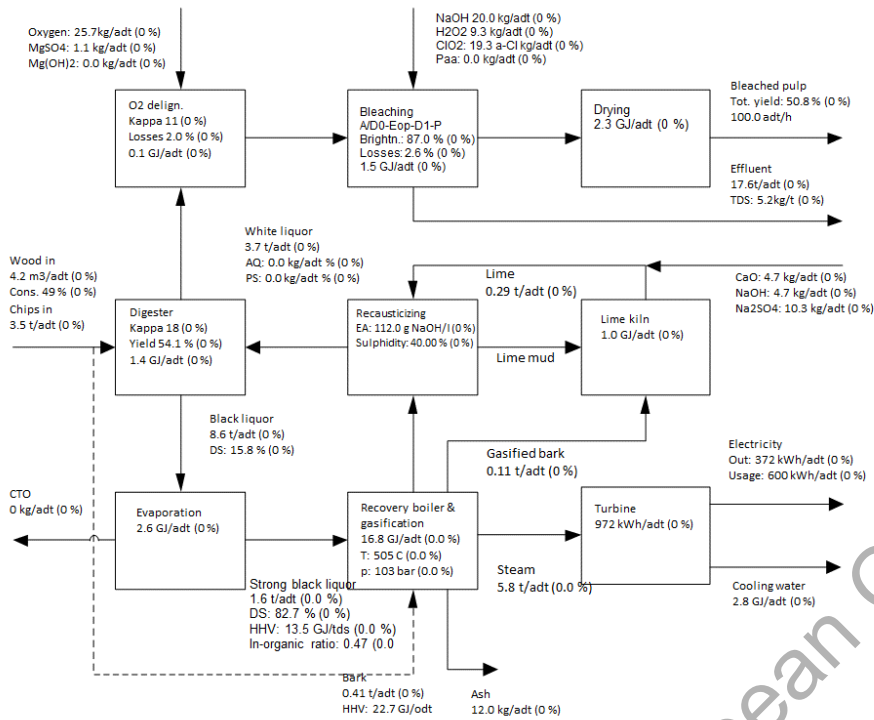 Oxygen: 25.7kg/adt (0 %)
MgSO4: 1.1 kg/adt (0 %)
Mg(OH)2: 0.0 kg/adt (0 %)
NaOH 20.0 kg/adt (0 %)
H2O2 9.3 kg/adt (0 %)
ClO2: 19.3 a-Cl kg/adt (0 %)
Paa: 0.0 kg/adt (0 %)
O2 delign.
Kappa 11 (0 %)
Losses 2.0 % (0 %)
0.1 GJ/adt (0 %)
Bleaching
A/D0-Eop-D1-P
Brightn.: 87.0 % (0 %)
Losses: 2.6 % (0 %)
1.5 GJ/adt (0 %)
Drying
2.3 GJ/adt (0 %)
Bleached pulp
Tot. yield: 50.8 % (0 %)
100.0 adt/h
Effluent
17.6t/adt (0 %)
TDS: 5.2kg/t (0 %)
White liquor
3.7 t/adt (0 %)
AQ: 0.0 kg/adt % (0 %)
PS: 0.0 kg/adt % (0 %)
Wood in
4.2 m3/adt (0 %)
Cons. 49 % (0 %)
Chips in
3.5 t/adt (0 %)
Digester
Kappa 18 (0 %)
Yield 54.1 % (0 %)
1.4 GJ/adt (0 %)
Recausticizing
EA: 112.0 g NaOH/l (0 %)
Sulphidity: 40.00 % (0 %)
Lime
0.29 t/adt (0 %)
Lime mud
Lime kiln
1.0 GJ/adt (0 %)
CaO: 4.7 kg/adt (0 %)
NaOH: 4.7 kg/adt (0 %)
Na2SO4: 10.3 kg/adt (0 %)
Black liquor
8.6 t/adt (0 %)
DS: 15.8 % (0 %)
Gasified bark
0.11 t/adt (0 %)
Electricity
Out: 372 kWh/adt (0 %)
Usage: 600 kWh/adt (0 %)
CTO
0 kg/adt (0 %)
Evaporation
2.6 GJ/adt (0 %)
Recovery boiler &
gasification
16.8 GJ/adt (0.0 %)
T: 505 C (0.0 %)
p: 103 bar (0.0 %)
Turbine
972 kWh/adt (0 %)
Steam
5.8 t/adt (0.0 %)
Cooling water
2.8 GJ/adt (0 %)
Strong black liquor
1.6 t/adt (0.0 %)
DS: 82.7 % (0 %)
HHV: 13.5 GJ/tds (0.0 %)
In-organic ratio: 0.47 (0.0
Bark
0.41 t/adt (0 %)
HHV: 22.7 GJ/odt
Ash
12.0 kg/adt (0 %)
ean